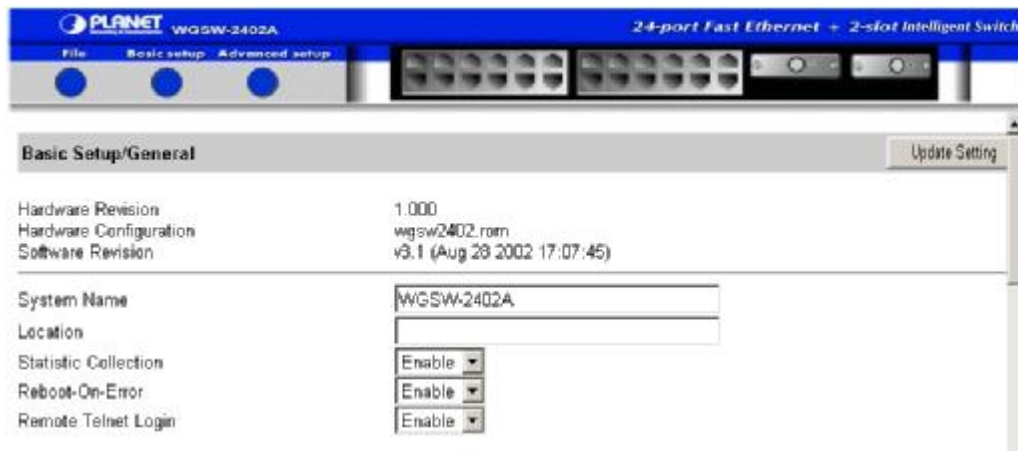 PLANET WGSW-2402A
24-port Fast Ethernet + 2-slot Intelligent Switch
File Basic setup Advanced setup
Basic Setup/General Update Setting
Hardware Revision 1.000
Hardware Configuration wgsw2402.rom
Software Revision v3.1 (Aug 28 2002 17:07:45)
System Name WGSW-2402A
Location
Statistic Collection Enable
Reboot-On-Error Enable
Remote Telnet Login Enable